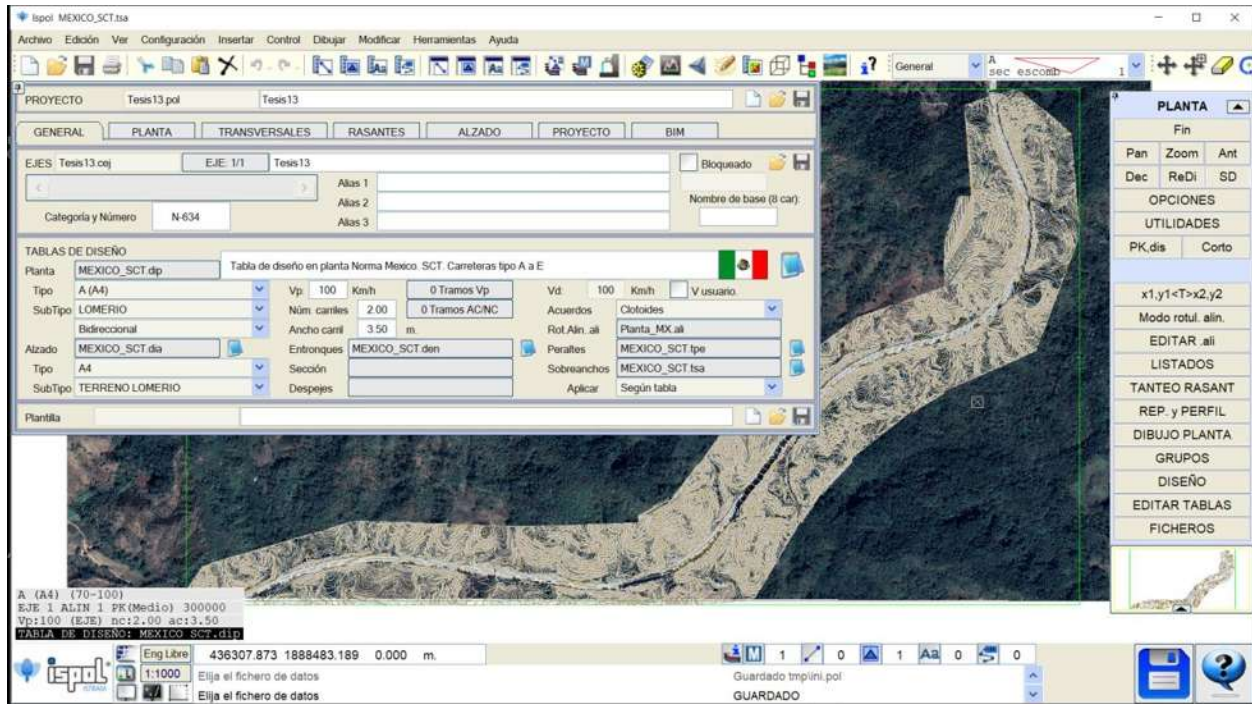 Ispol MEXICO_SCT.tsa
Archivo Edición Ver Configuración Insertar Control Dibujar Modificar Herramientas Ayuda
General
A
sec escomb 1
PROYECTO Tesis13.pol Tesis13
GENERAL PLANTA TRANSVERSALES RASANTES ALZADO PROYECTO BIM
EJES Tesis13.cej EJE: 1/1 Tesis13 Bloqueado
Alias 1
Alias 2
Alias 3
Nombre de base (8 car):
Categoría y Número N-634
TABLAS DE DISEÑO
Planta MEXICO_SCT.dip Tabla de diseño en planta Norma Mexico. SCT. Carreteras tipo A a E
Tipo A (A4) Vp 100 Km/h 0 Tramos Vp Vd 100 Km/h V usuario.
SubTipo LOMERIO Núm. carriles 2.00 0 Tramos AC/NC Acuerdos Clotoides
Bidireccional Ancho carril 3.50 m. Rot.Alin. ali Planta_MX.ali
Alzado MEXICO_SCT.dia Entronques MEXICO_SCT.den Peraltes MEXICO_SCT.tpe
Tipo A4 Sección Sobreanchos MEXICO_SCT.tsa
SubTipo TERRENO LOMERIO Despejes Aplicar Según tabla
Plantilla
PLANTA
Fin
Pan Zoom Ant
Dec ReDi SD
OPCIONES
UTILIDADES
PK,dis Corto
x1,y1<T>x2,y2
Modo rotul. alin.
EDITAR .ali
LISTADOS
TANTEO RASANT
REP. y PERFIL
DIBUJO PLANTA
GRUPOS
DISEÑO
EDITAR TABLAS
FICHEROS
A (A4) (70-100)
EJE 1 ALIN 1 PK(Medio) 300000
Vp:100 (EJE) nc:2.00 ac:3.50
TABLA DE DISEÑO: MEXICO SCT.dip
ispol
Eng Libre 436307.873 1888483.189 0.000 m. M 1 0 1 Aa 0 0
1:1000 Elija el fichero de datos Guardado tmp\ini.pol
Elija el fichero de datos GUARDADO